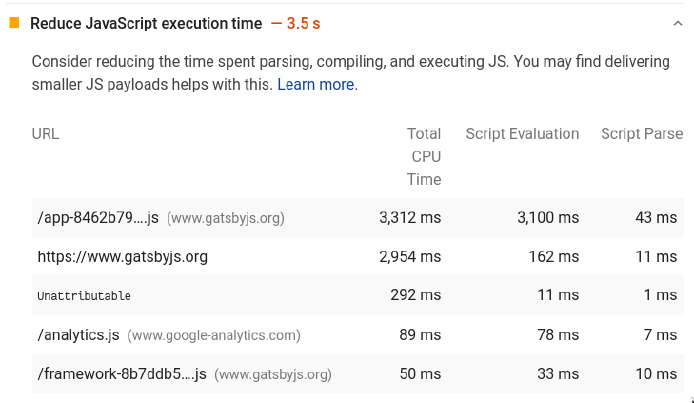 Reduce JavaScript execution time — 3.5 s
Consider reducing the time spent parsing, compiling, and executing JS. You may find delivering
smaller JS payloads helps with this. Learn more.
URL Total CPU Time Script Evaluation Script Parse
/app-8462b79….js (www.gatsbyjs.org) 3,312 ms 3,100 ms 43 ms
https://www.gatsbyjs.org 2,954 ms 162 ms 11 ms
Unattributable 292 ms 11 ms 1 ms
/analytics.js (www.google-analytics.com) 89 ms 78 ms 7 ms
/framework-8b7ddb5….js (www.gatsbyjs.org) 50 ms 33 ms 10 ms